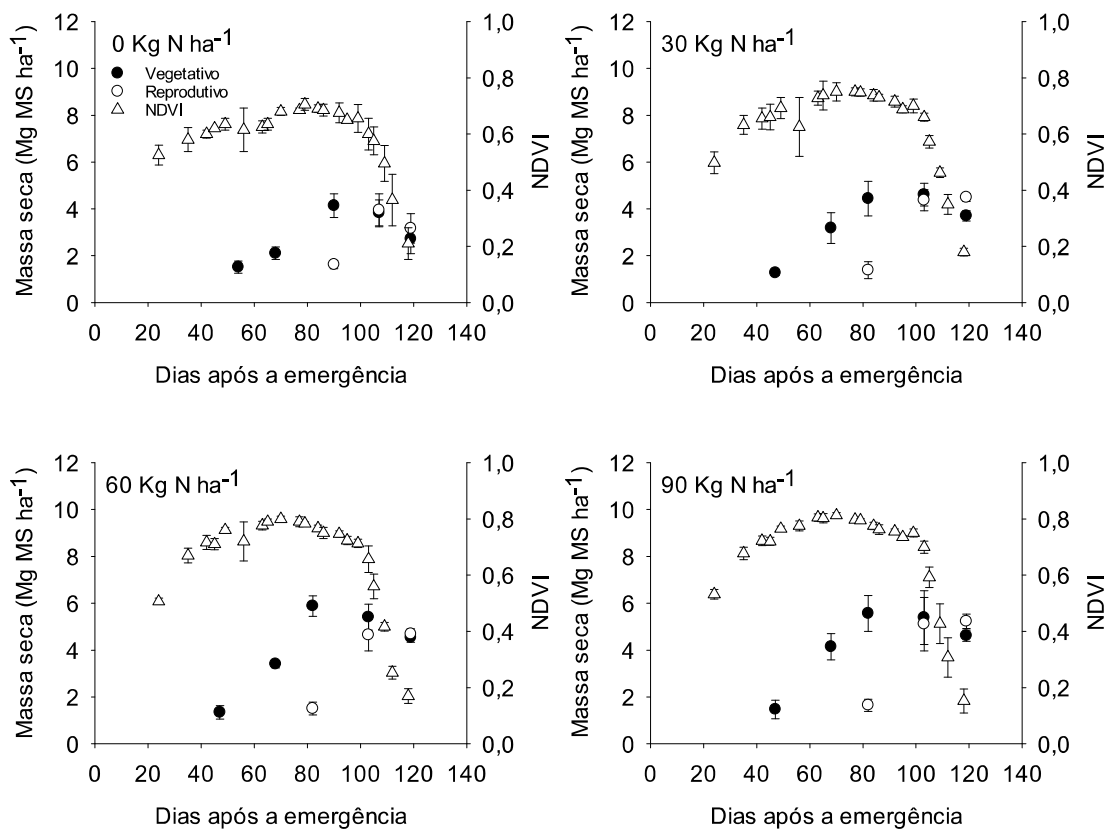 0 Kg N ha-1
Vegetativo
Reprodutivo
NDVI
Massa seca (Mg MS ha-1)
12
10
8
6
4
2
0
1,0
0,8
0,6
0,4
0,2
0,0
NDVI
0 20 40 60 80 100 120 140
Dias após a emergência
30 Kg N ha-1
Massa seca (Mg MS ha-1)
12
10
8
6
4
2
0
1,0
0,8
0,6
0,4
0,2
0,0
NDVI
0 20 40 60 80 100 120 140
Dias após a emergência
60 Kg N ha-1
Massa seca (Mg MS ha-1)
12
10
8
6
4
2
0
1,0
0,8
0,6
0,4
0,2
0,0
NDVI
0 20 40 60 80 100 120 140
Dias após a emergência
90 Kg N ha-1
Massa seca (Mg MS ha-1)
12
10
8
6
4
2
0
1,0
0,8
0,6
0,4
0,2
0,0
NDVI
0 20 40 60 80 100 120 140
Dias após a emergência